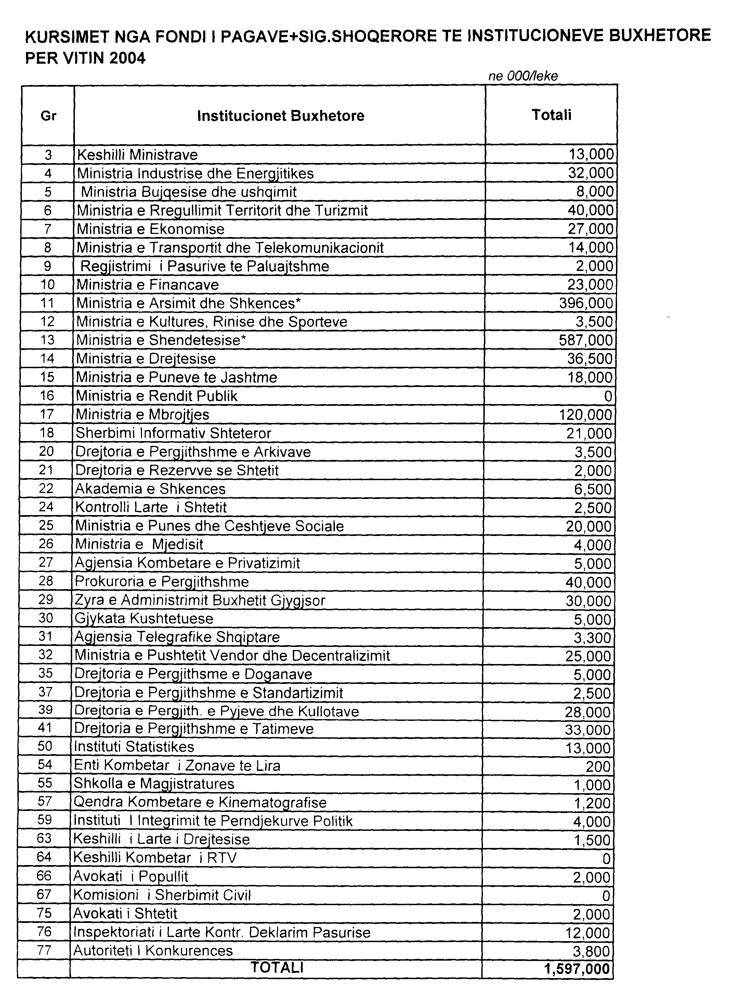 KURSIMET NGA FONDI I PAGAVE+SIG.SHOQERORE TE INSTITUCIONEVE BUXHETORE
PER VITIN 2004
ne 000/leke
Gr Institucionet Buxhetore Totali
3 Keshilli Ministrave 13,000
4 Ministria Industrise dhe Energjitikes 32,000
5 Ministria Bujqesise dhe ushqimit 8,000
6 Ministria e Rregullimit Territorit dhe Turizmit 40,000
7 Ministria e Ekonomise 27,000
8 Ministria e Transportit dhe Telekomunikacionit 14,000
9 Regjistrimi i Pasurive te Paluajtshme 2,000
10 Ministria e Financave 23,000
11 Ministria e Arsimit dhe Shkences* 396,000
12 Ministria e Kultures, Rinise dhe Sporteve 3,500
13 Ministria e Shendetesise* 587,000
14 Ministria e Drejtesise 36,500
15 Ministria e Puneve te Jashtme 18,000
16 Ministria e Rendit Publik 0
17 Ministria e Mbrojtjes 120,000
18 Sherbimi Informativ Shteteror 21,000
20 Drejtoria e Pergjithshme e Arkivave 3,500
21 Drejtoria e Rezervve se Shtetit 2,000
22 Akademia e Shkences 6,500
24 Kontrolli Larte i Shtetit 2,500
25 Ministria e Punes dhe Ceshtjeve Sociale 20,000
26 Ministria e Mjedisit 4,000
27 Agjensia Kombetare e Privatizimit 5,000
28 Prokuroria e Pergjithshme 40,000
29 Zyra e Administrimit Buxhetit Gjygjsor 30,000
30 Gjykata Kushtetuese 5,000
31 Agjensia Telegrafike Shqiptare 3,300
32 Ministria e Pushtetit Vendor dhe Decentralizimit 25,000
35 Drejtoria e Pergjithsme e Doganave 5,000
37 Drejtoria e Pergjithshme e Standartizimit 2,500
39 Drejtoria e Pergjith. e Pyjeve dhe Kullotave 28,000
41 Drejtoria e Pergjithshme e Tatimeve 33,000
50 Instituti Statistikes 13,000
54 Enti Kombetar i Zonave te Lira 200
55 Shkolla e Magjistratures 1,000
57 Qendra Kombetare e Kinematografise 1,200
59 Instituti I Integrimit te Perndjekurve Politik 4,000
63 Keshilli i Larte i Drejtesise 1,500
64 Keshilli Kombetar i RTV 0
66 Avokati i Popullit 2,000
67 Komisioni i Sherbimit Civil 0
75 Avokati i Shtetit 2,000
76 Inspektoriati i Larte Kontr. Deklarim Pasurise 12,000
77 Autoriteti I Konkurences 3,800
TOTALI 1,597,000